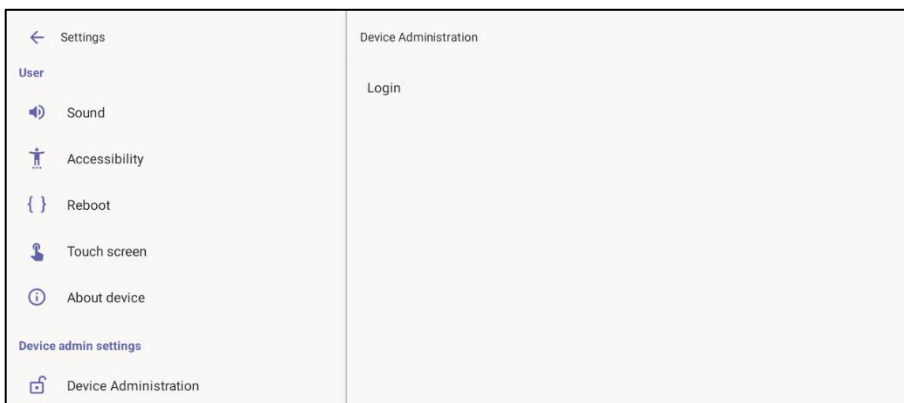 Settings
User
Sound
Accessibility
Reboot
Touch screen
About device
Device admin settings
Device Administration
Device Administration
Login